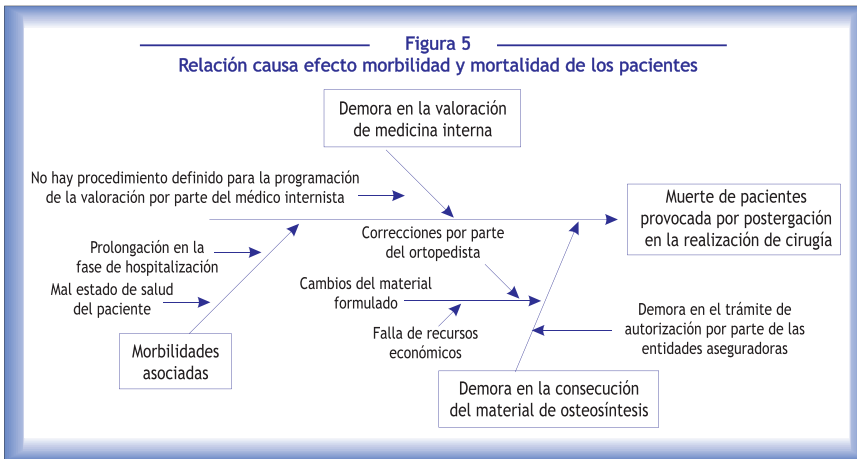 Figura 5
Relación causa efecto morbilidad y mortalidad de los pacientes
Demora en la valoración
de medicina interna
No hay procedimiento definido para la programación
de la valoración por parte del médico internista
Muerte de pacientes
provocada por postergación
en la realización de cirugía
Correcciones por parte
del ortopedista
Prolongación en la
fase de hospitalización
Mal estado de salud
del paciente
Cambios del material
formulado
Falla de recursos
económicos
Demora en el trámite de
autorización por parte de las
entidades aseguradoras
Morbilidades
asociadas
Demora en la consecución
del material de osteosíntesis